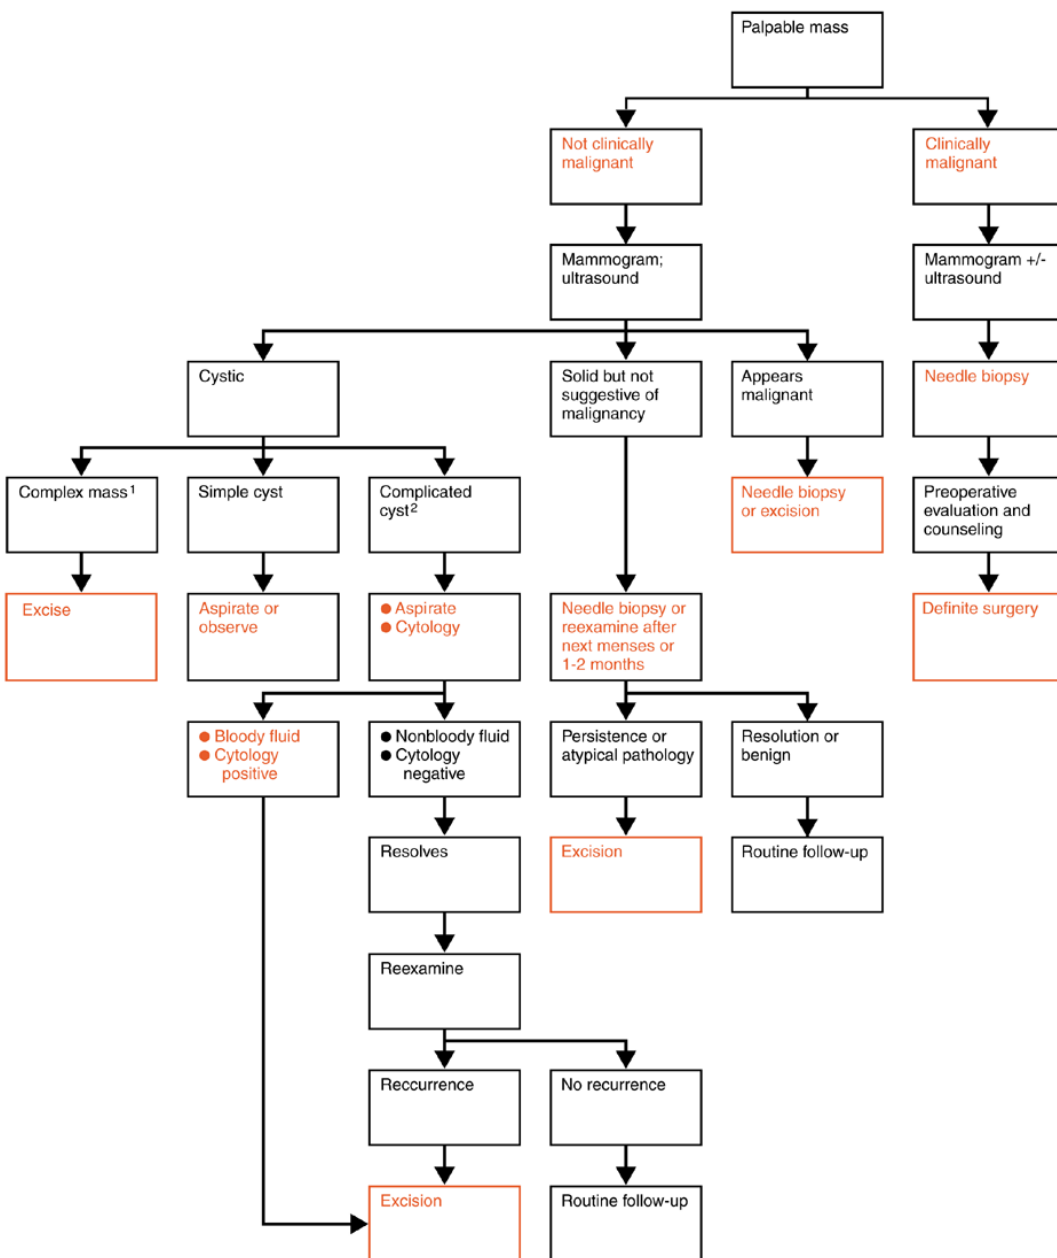 Palpable mass
Not clinically
malignant
Clinically
malignant
Mammogram;
ultrasound
Mammogram +/-
ultrasound
Cystic
Solid but not
suggestive of
malignancy
Appears
malignant
Needle biopsy
Complex mass¹
Simple cyst
Complicated
cyst²
Needle biopsy
or excision
Preoperative
evaluation and
counseling
Excise
Aspirate or
observe
● Aspirate
● Cytology
Needle biopsy or
reexamine after
next menses or
1-2 months
Definite surgery
● Bloody fluid
● Cytology
positive
● Nonbloody fluid
● Cytology
negative
Persistence or
atypical pathology
Resolution or
benign
Resolves
Excision
Routine follow-up
Reexamine
Reccurrence
No recurrence
Excision
Routine follow-up